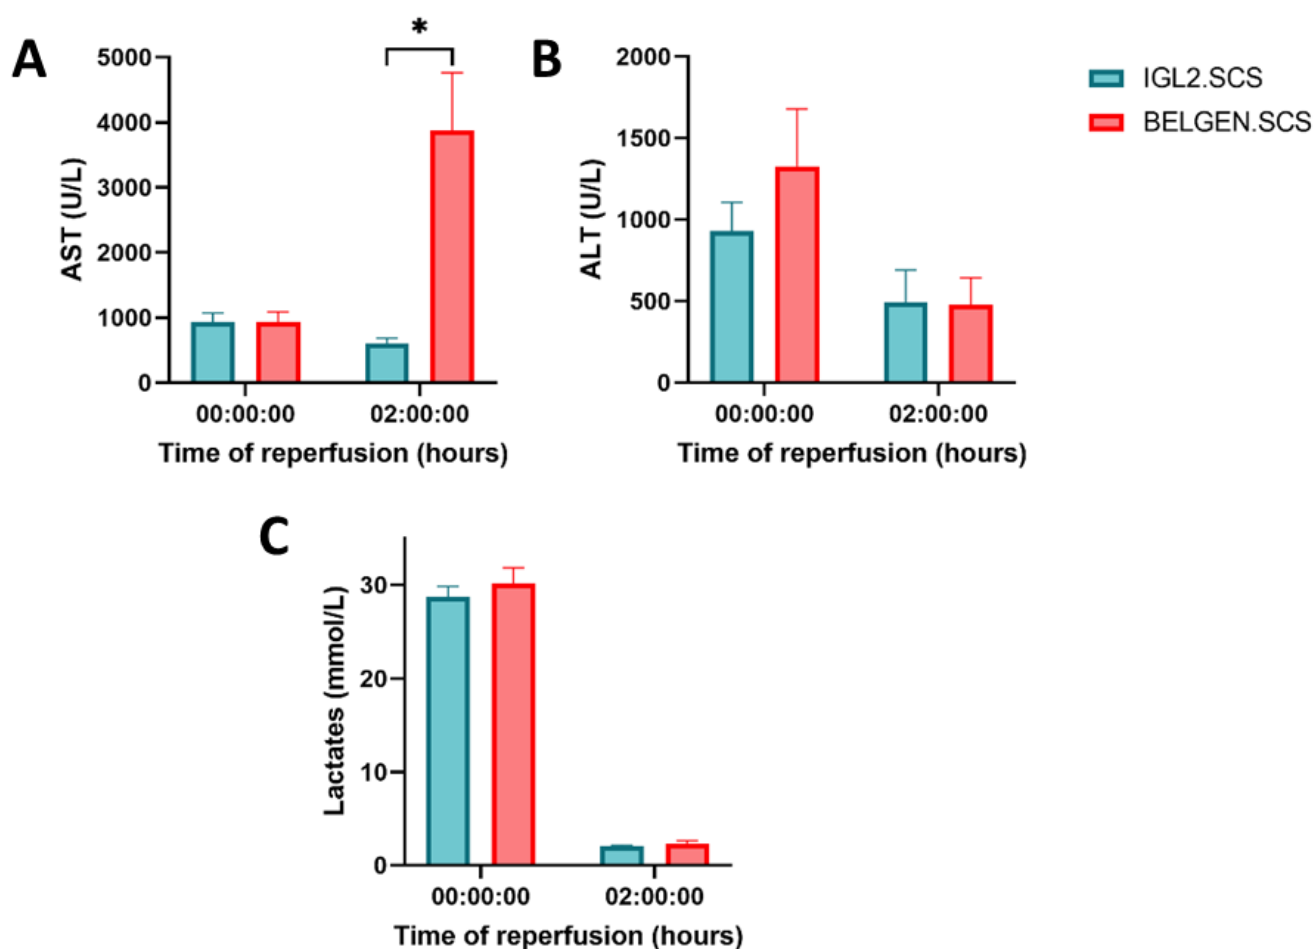 A
AST (U/L)
5000
4000
3000
2000
1000
0
*
00:00:00
02:00:00
Time of reperfusion (hours)
B
ALT (U/L)
2000
1500
1000
500
0
00:00:00
02:00:00
Time of reperfusion (hours)
IGL2.SCS
BELGEN.SCS
C
Lactates (mmol/L)
30
20
10
0
00:00:00
02:00:00
Time of reperfusion (hours)